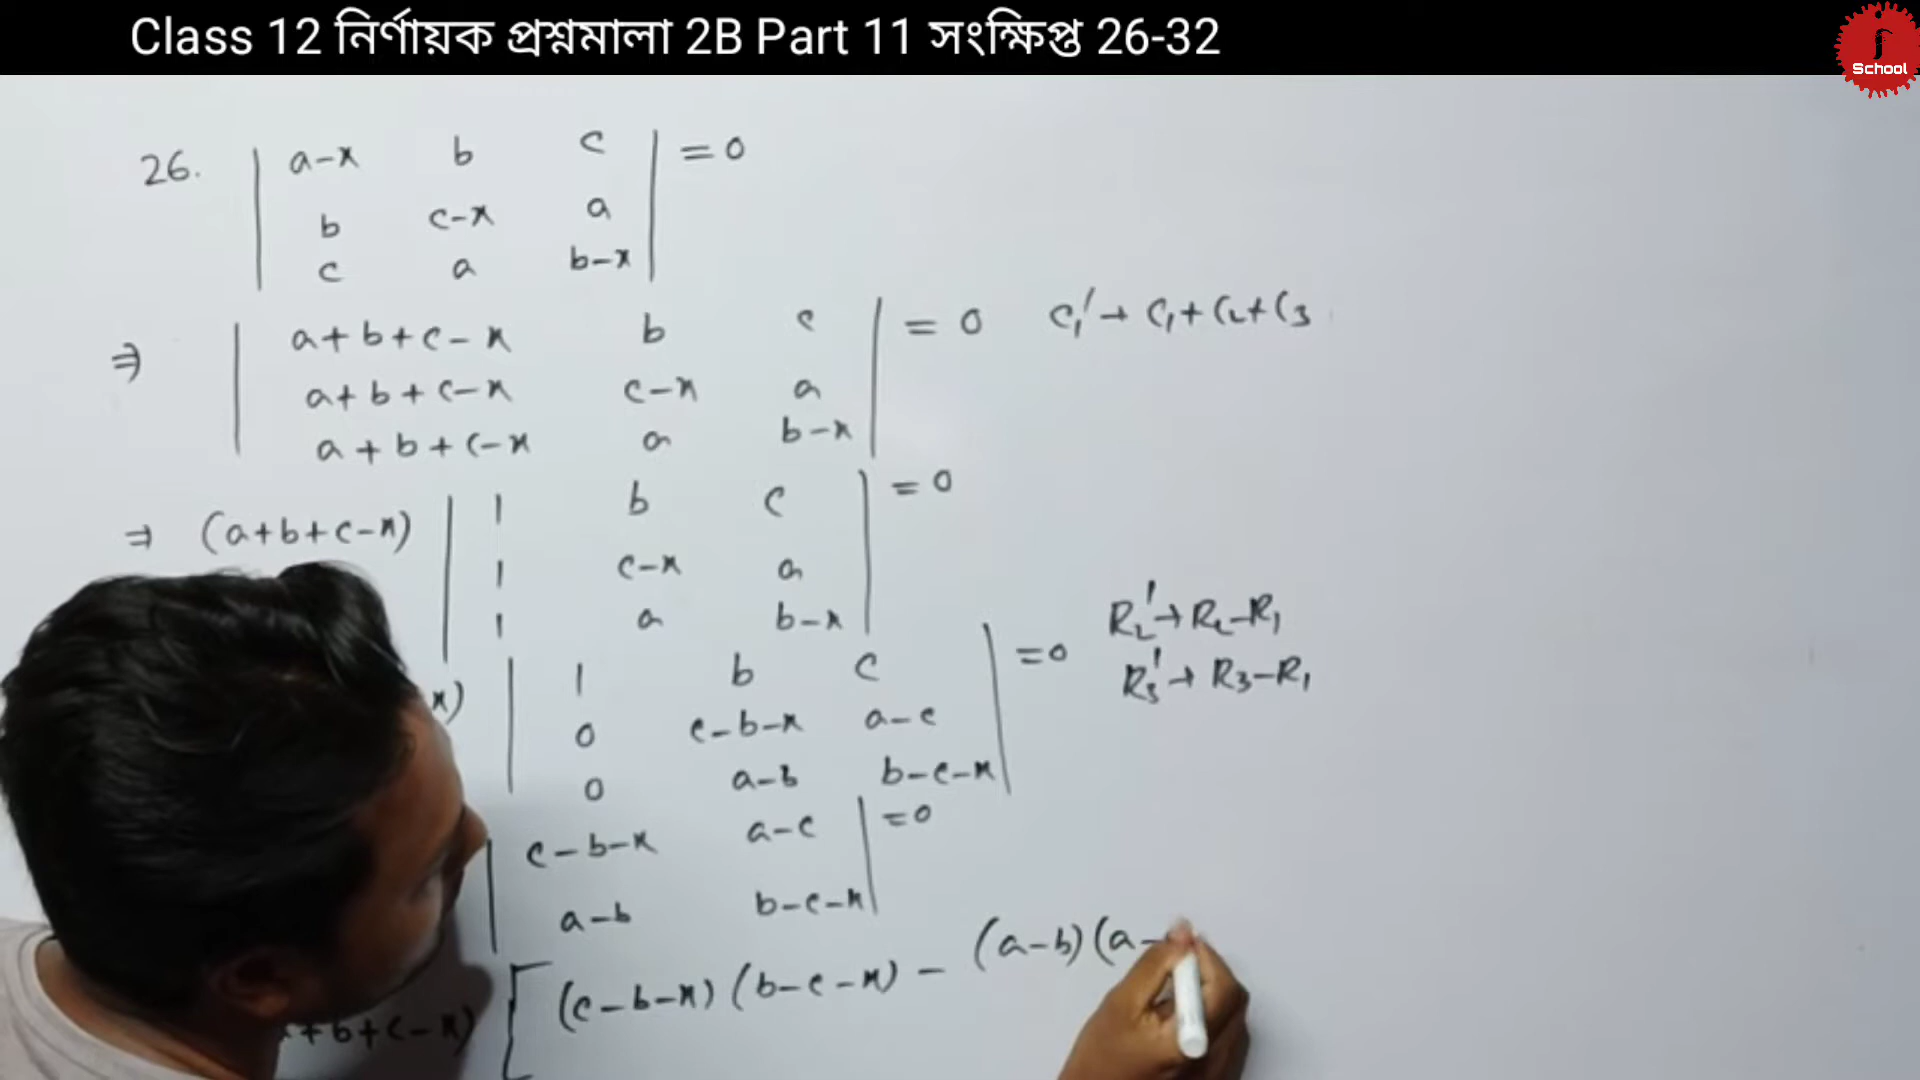 Class 12 নির্ণায়ক প্রশ্নমালা 2B Part 11 সংক্ষিপ্ত 26-32
School
26. | a-x b c | = 0
b c-x a
c a b-x
⇒ | a+b+c-x b c | = 0 C₁′ → C₁+C₂+C₃
a+b+c-x c-x a
a+b+c-x a b-x
⇒ (a+b+c-x) | 1 b c | = 0
1 c-x a
1 a b-x
x) | 1 b c | = 0 R₂′ → R₂-R₁
0 c-b-x a-c R₃′ → R₃-R₁
0 a-b b-c-x
| c-b-x a-c | = 0
a-b b-c-x
+b+c-x) [ (c-b-x) (b-c-x) - (a-b) (a-